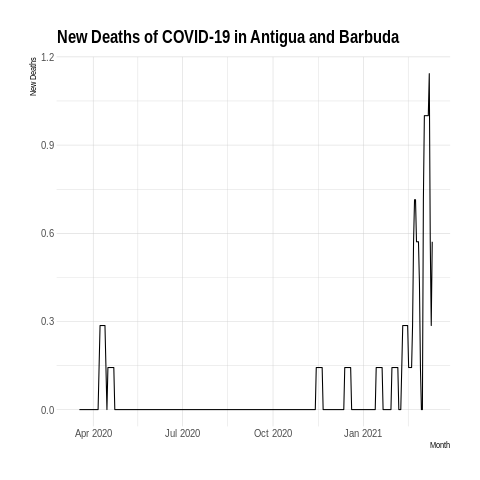 New Deaths of COVID-19 in Antigua and Barbuda
New Deaths
1.2
0.9
0.6
0.3
0.0
Apr 2020 Jul 2020 Oct 2020 Jan 2021
Month